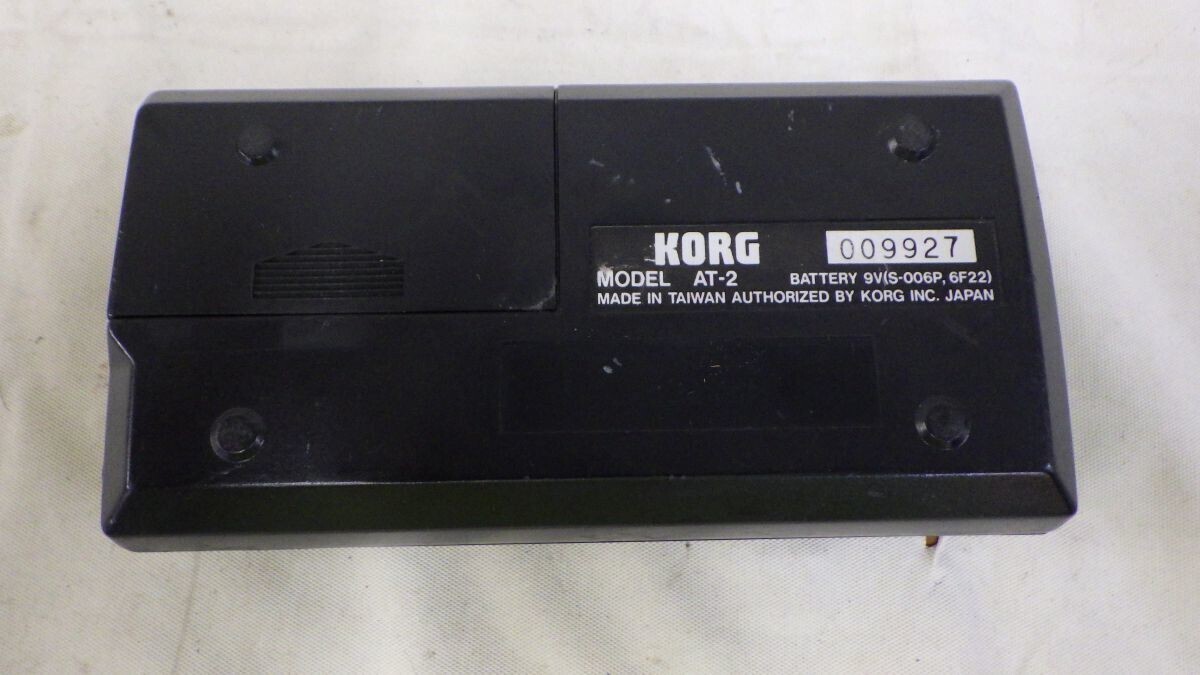 KORG 009927
MODEL AT-2 BATTERY 9V(S-006P, 6F22)
MADE IN TAIWAN AUTHORIZED BY KORG INC. JAPAN